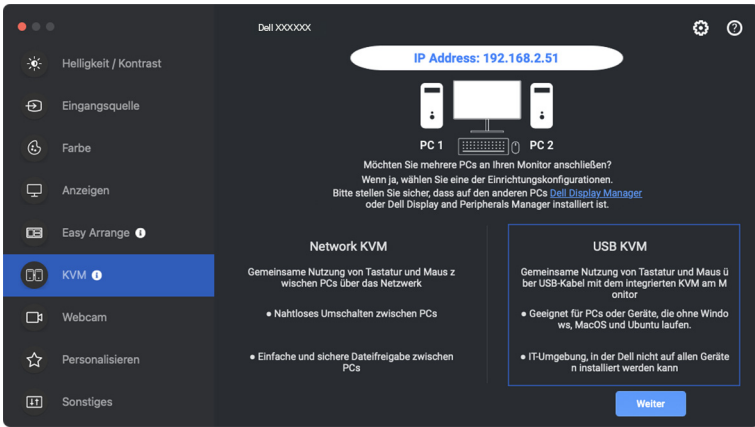 Dell XXXXXX
Helligkeit / Kontrast
Eingangsquelle
Farbe
Anzeigen
Easy Arrange
KVM
Webcam
Personalisieren
Sonstiges
IP Address: 192.168.2.51
PC 1
PC 2
Möchten Sie mehrere PCs an Ihren Monitor anschließen?
Wenn ja, wählen Sie eine der Einrichtungskonfigurationen.
Bitte stellen Sie sicher, dass auf den anderen PCs Dell Display Manager
oder Dell Display and Peripherals Manager installiert ist.
Network KVM
Gemeinsame Nutzung von Tastatur und Maus z
wischen PCs über das Netzwerk
● Nahtloses Umschalten zwischen PCs
● Einfache und sichere Dateifreigabe zwischen
PCs
USB KVM
Gemeinsame Nutzung von Tastatur und Maus ü
ber USB-Kabel mit dem integrierten KVM am M
onitor
● Geeignet für PCs oder Geräte, die ohne Windo
ws, MacOS und Ubuntu laufen.
● IT-Umgebung, in der Dell nicht auf allen Geräte
n installiert werden kann
Weiter